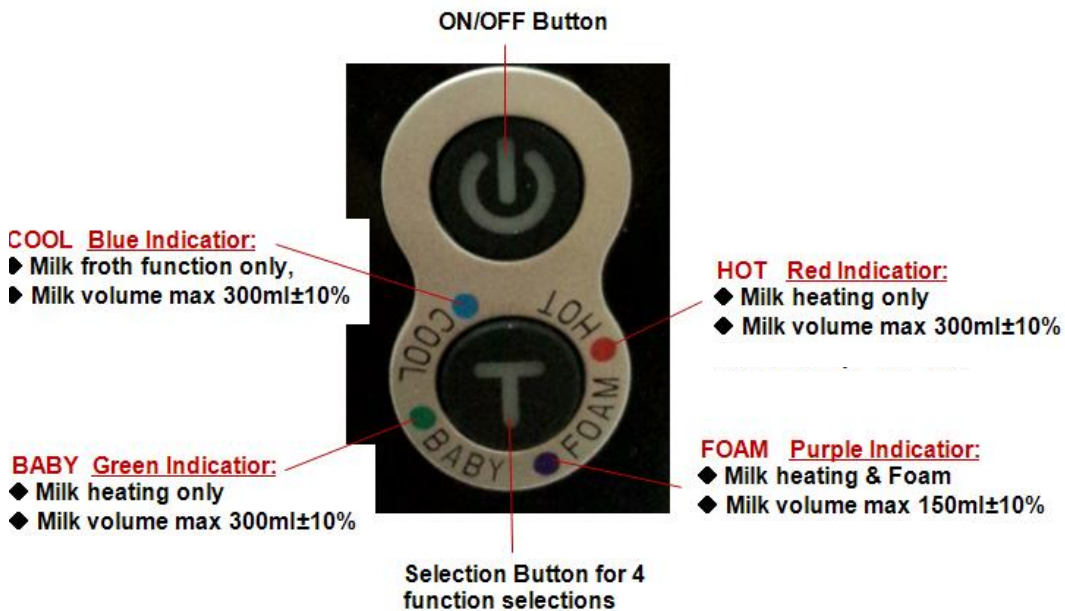 ON/OFF Button
COOL Blue Indicatior:
◆ Milk froth function only,
◆ Milk volume max 300ml±10%
HOT Red Indicatior:
◆ Milk heating only
◆ Milk volume max 300ml±10%
COOL
HOT
T
BABY
FOAM
BABY Green Indicatior:
◆ Milk heating only
◆ Milk volume max 300ml±10%
FOAM Purple Indicatior:
◆ Milk heating & Foam
◆ Milk volume max 150ml±10%
Selection Button for 4
function selections